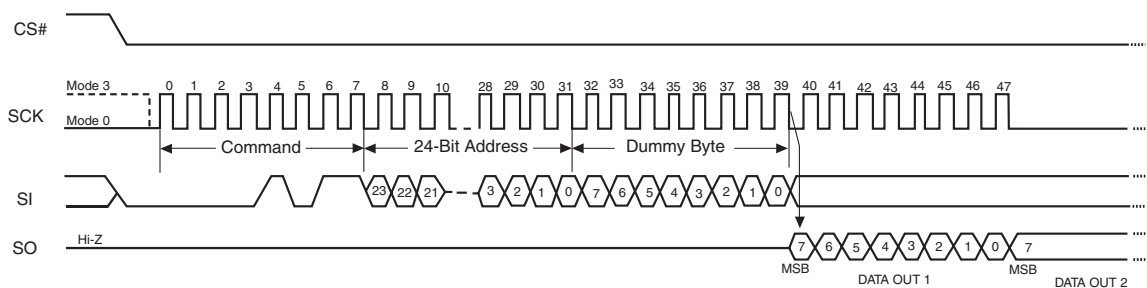 CS#
Mode 3
0 1 2 3 4 5 6 7 8 9 10 28 29 30 31 32 33 34 35 36 37 38 39 40 41 42 43 44 45 46 47
SCK
Mode 0
Command 24-Bit Address Dummy Byte
SI
23 22 21 3 2 1 0 7 6 5 4 3 2 1 0
SO
Hi-Z
7 6 5 4 3 2 1 0 7
MSB DATA OUT 1 MSB DATA OUT 2